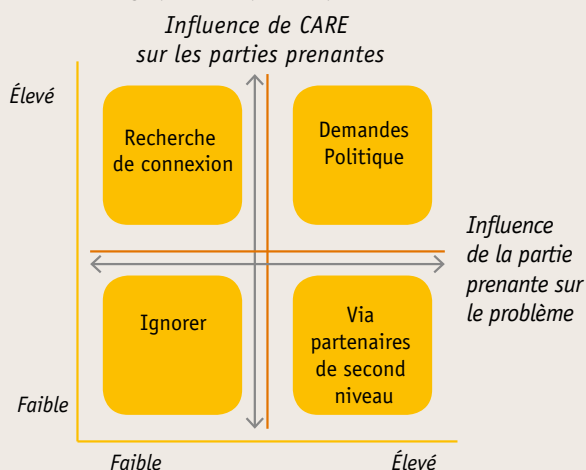 Influence de CARE
sur les parties prenantes
Élevé
Recherche
de connexion
Demandes
Politique
Influence
de la partie
prenante sur
le problème
Ignorer
Via
partenaires
de second
niveau
Faible
Faible
Élevé